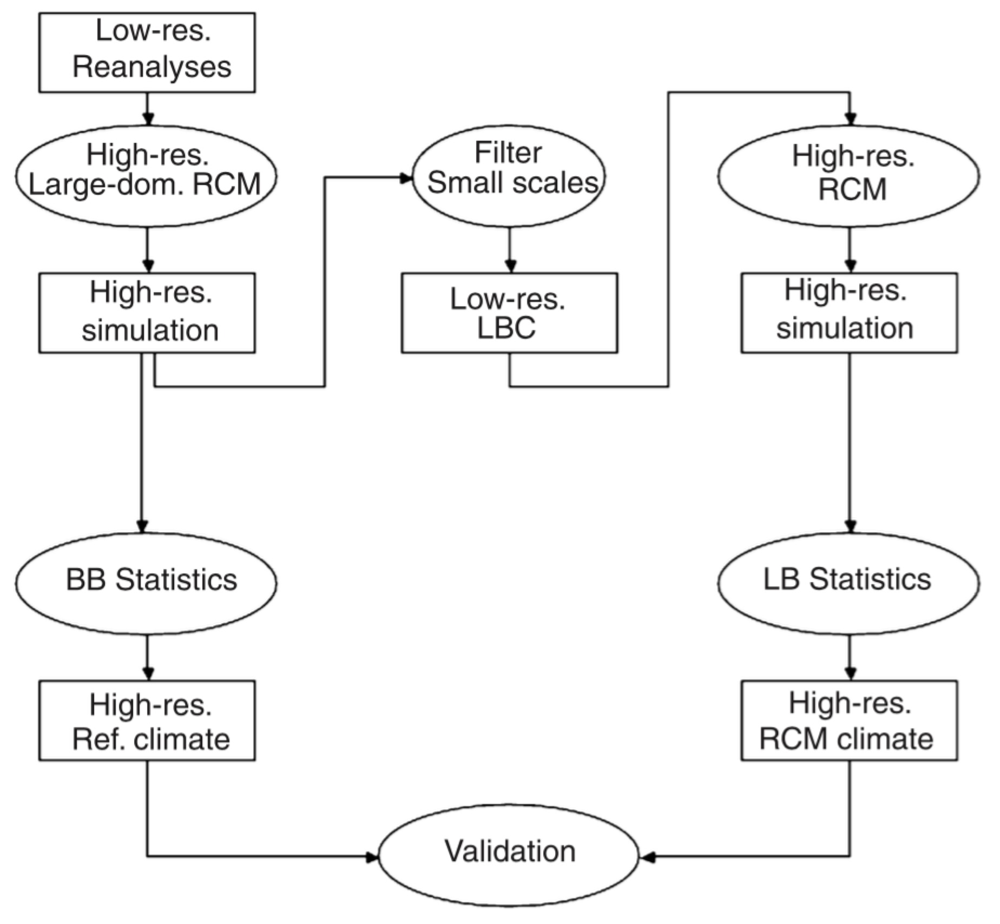 Low-res.
Reanalyses
High-res.
Large-dom. RCM
High-res.
simulation
Filter
Small scales
Low-res.
LBC
High-res.
RCM
High-res.
simulation
BB Statistics
LB Statistics
High-res.
Ref. climate
High-res.
RCM climate
Validation